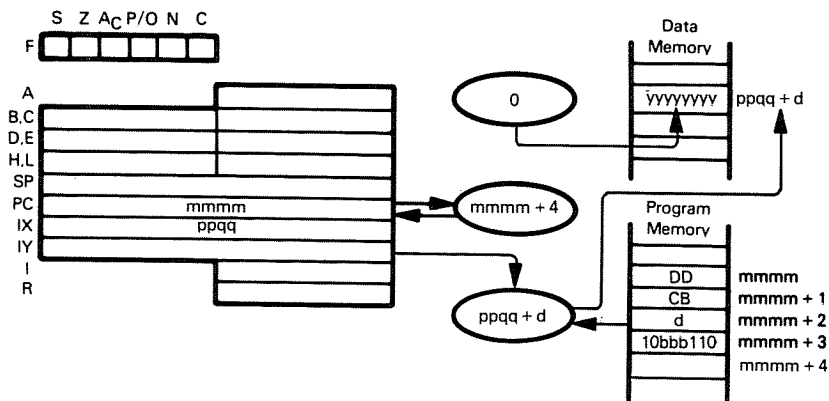 S Z AC P/O N C
F
A
B.C
D.E
H.L
SP
PC mmmm
IX ppqq
IY
I
R
0
mmmm + 4
ppqq + d
Data
Memory
yyyyyyyy ppqq + d
Program
Memory
DD mmmm
CB mmmm + 1
d mmmm + 2
10bbb110 mmmm + 3
mmmm + 4